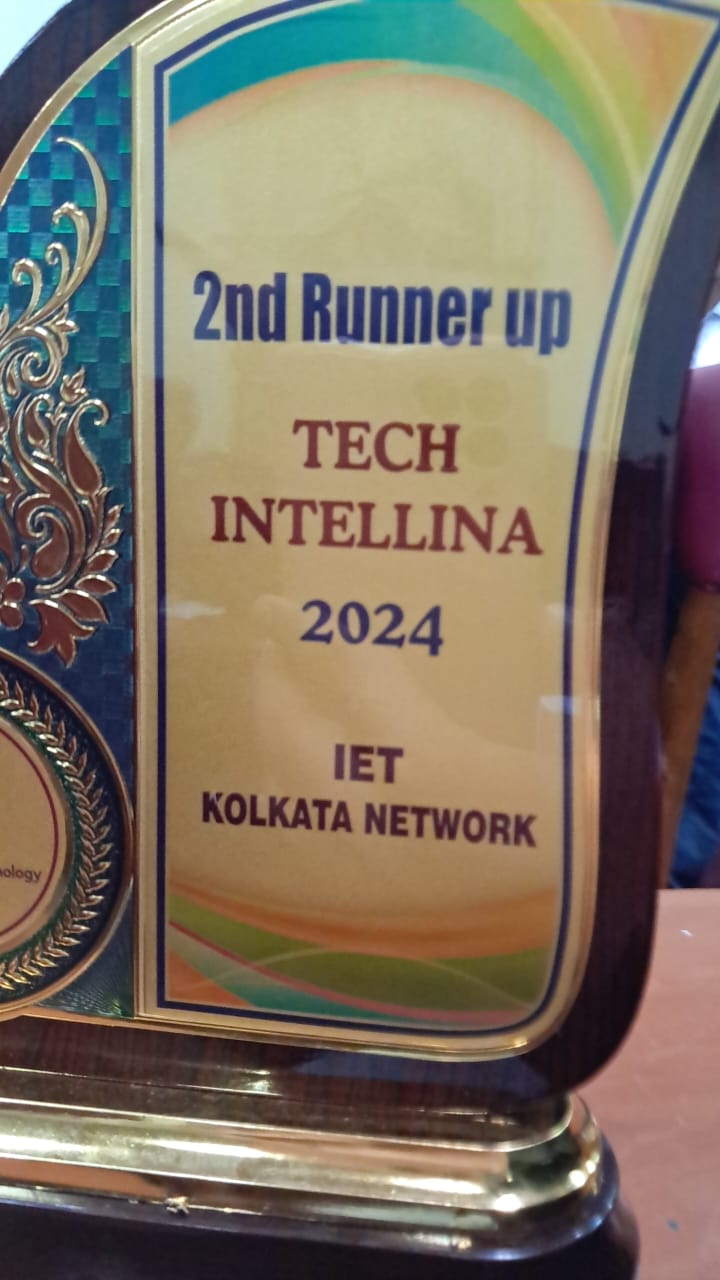 2nd Runner up
TECH
INTELLINA
2024
IET
KOLKATA NETWORK